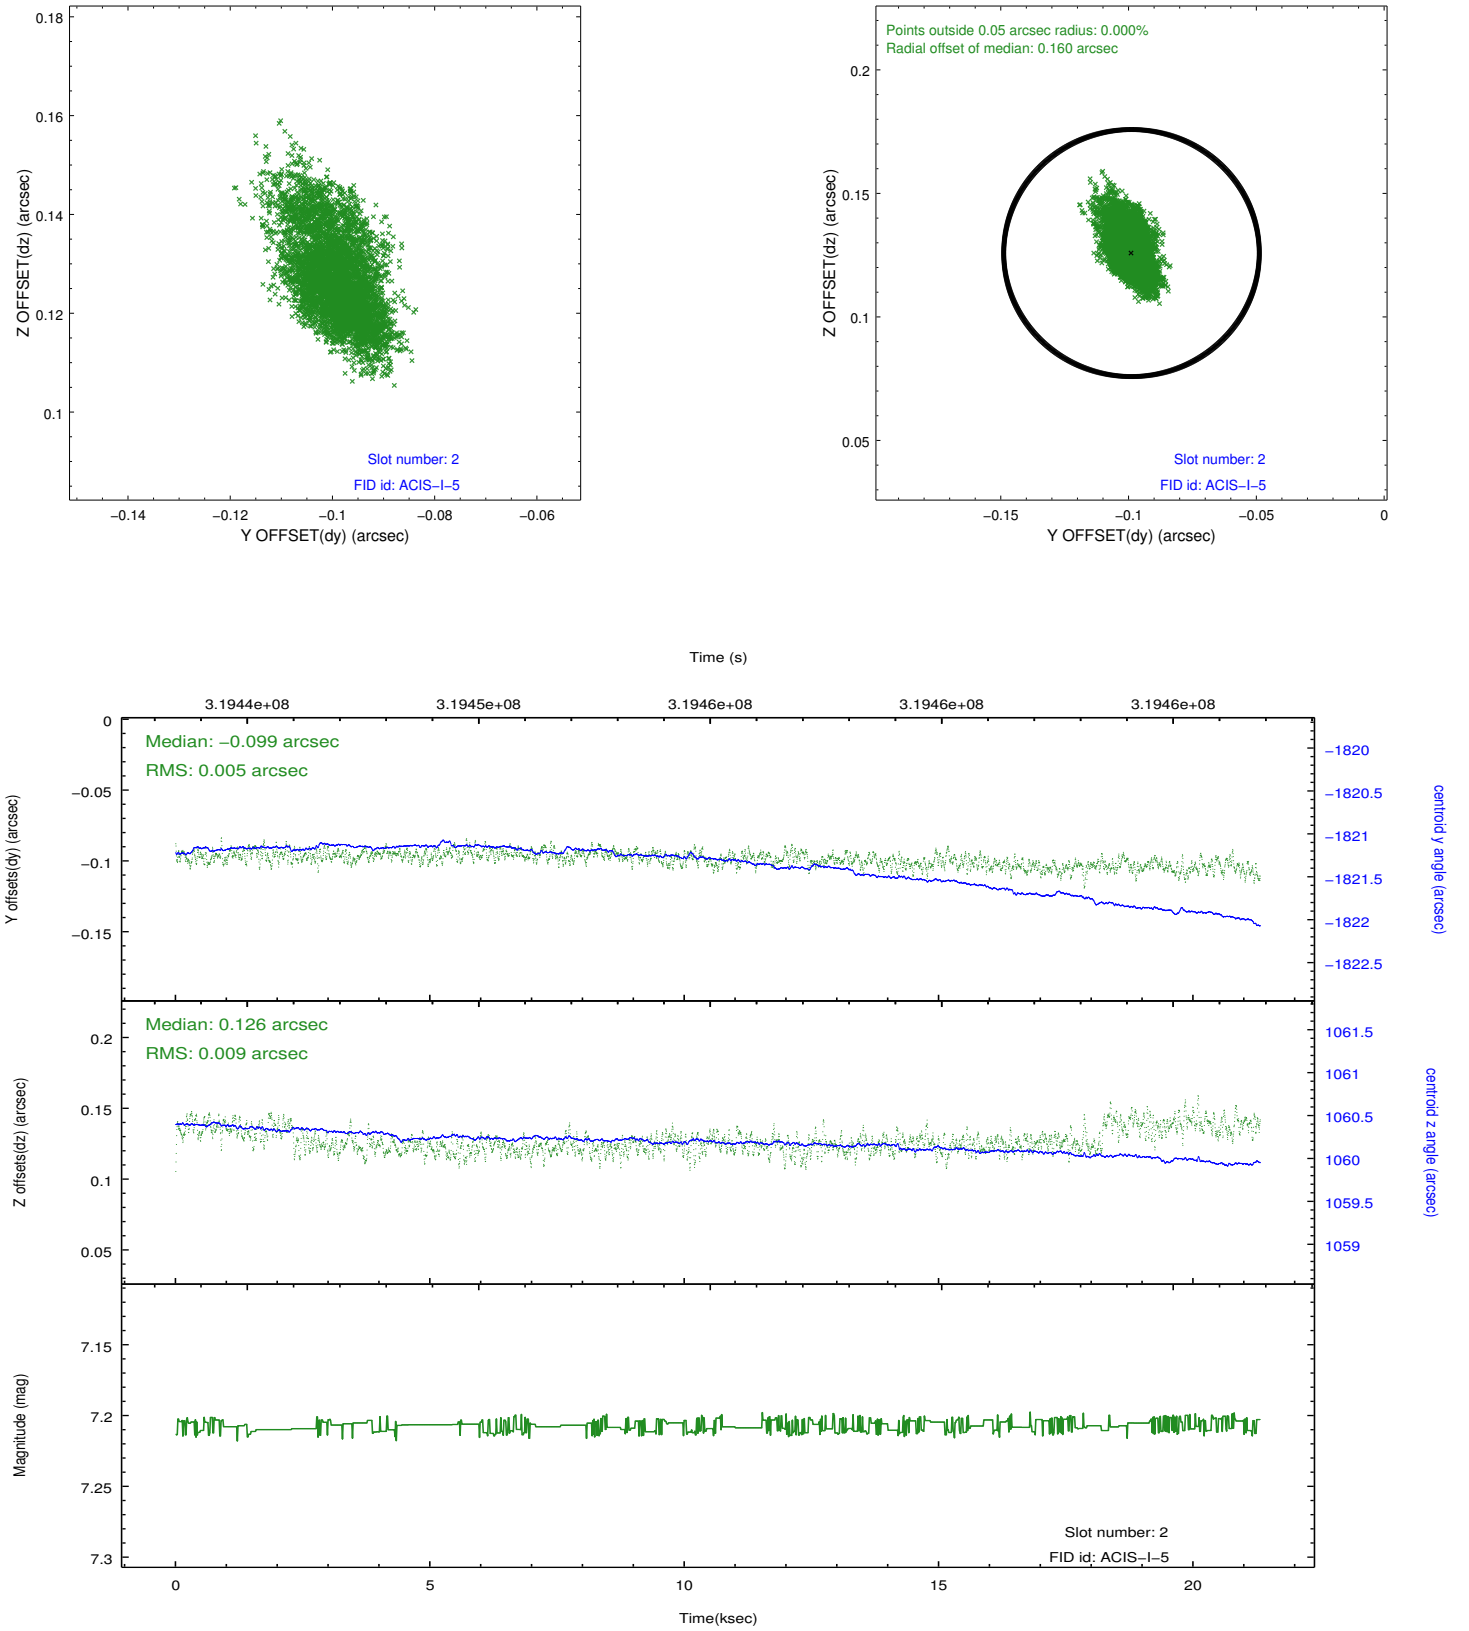 0.18
0.16
0.14
0.12
0.1
Z OFFSET(dz) (arcsec)
Slot number: 2
FID id: ACIS−I−5
−0.14 −0.12 −0.1 −0.08 −0.06
Y OFFSET(dy) (arcsec)
Points outside 0.05 arcsec radius: 0.000%
Radial offset of median: 0.160 arcsec
0.2
0.15
0.1
0.05
Z OFFSET(dz) (arcsec)
Slot number: 2
FID id: ACIS−I−5
−0.15 −0.1 −0.05 0
Y OFFSET(dy) (arcsec)
Time (s)
3.1944e+08 3.1945e+08 3.1946e+08 3.1946e+08 3.1946e+08
Median: −0.099 arcsec
RMS: 0.005 arcsec
0
−0.05
−0.1
−0.15
Y offsets(dy) (arcsec)
−1820
−1820.5
−1821
−1821.5
−1822
−1822.5
centroid y angle (arcsec)
Median: 0.126 arcsec
RMS: 0.009 arcsec
0.2
0.15
0.1
0.05
Z offsets(dz) (arcsec)
1061.5
1061
1060.5
1060
1059.5
1059
centroid z angle (arcsec)
7.15
7.2
7.25
7.3
Magnitude (mag)
Slot number: 2
FID id: ACIS−I−5
0 5 10 15 20
Time(ksec)